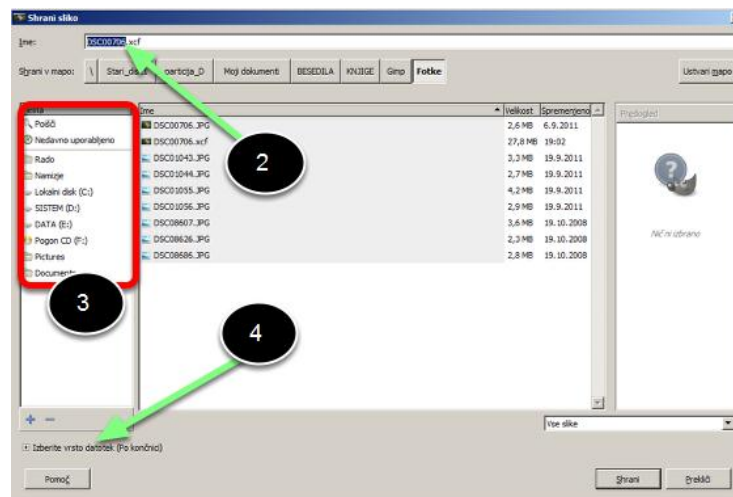 Shrani sliko
Ime: DSC00706.xcf
Shrani v mapo: \ partcija_D Moji dokumenti BESEDILA KNJIGE Gimp Fotke Ustvari mapo
Ime Velikost Spremenjeno Predogled
Poišči
Nedavno uporabljeno
Rado
Namizje
Lokalni disk (C:)
SISTEM (D:)
DATA (E:)
Pogon CD (F:)
Pictures
Documents
DSC00706.JPG 2,6 MB 6.9.2011
DSC00706.xcf 27,8 MB 19:02
DSC01043.JPG 3,3 MB 19.9.2011
DSC01044.JPG 2,7 MB 19.9.2011
DSC01055.JPG 4,2 MB 19.9.2011
DSC01056.JPG 2,9 MB 19.9.2011
DSC08607.JPG 3,6 MB 19.10.2008
DSC08626.JPG 2,3 MB 19.10.2008
DSC08686.JPG 2,8 MB 19.10.2008
Nič ni izbrano
2
3
4
Vse slike
Izberite vrsto datotek (Po končnici)
Pomoč Shrani Prekliči